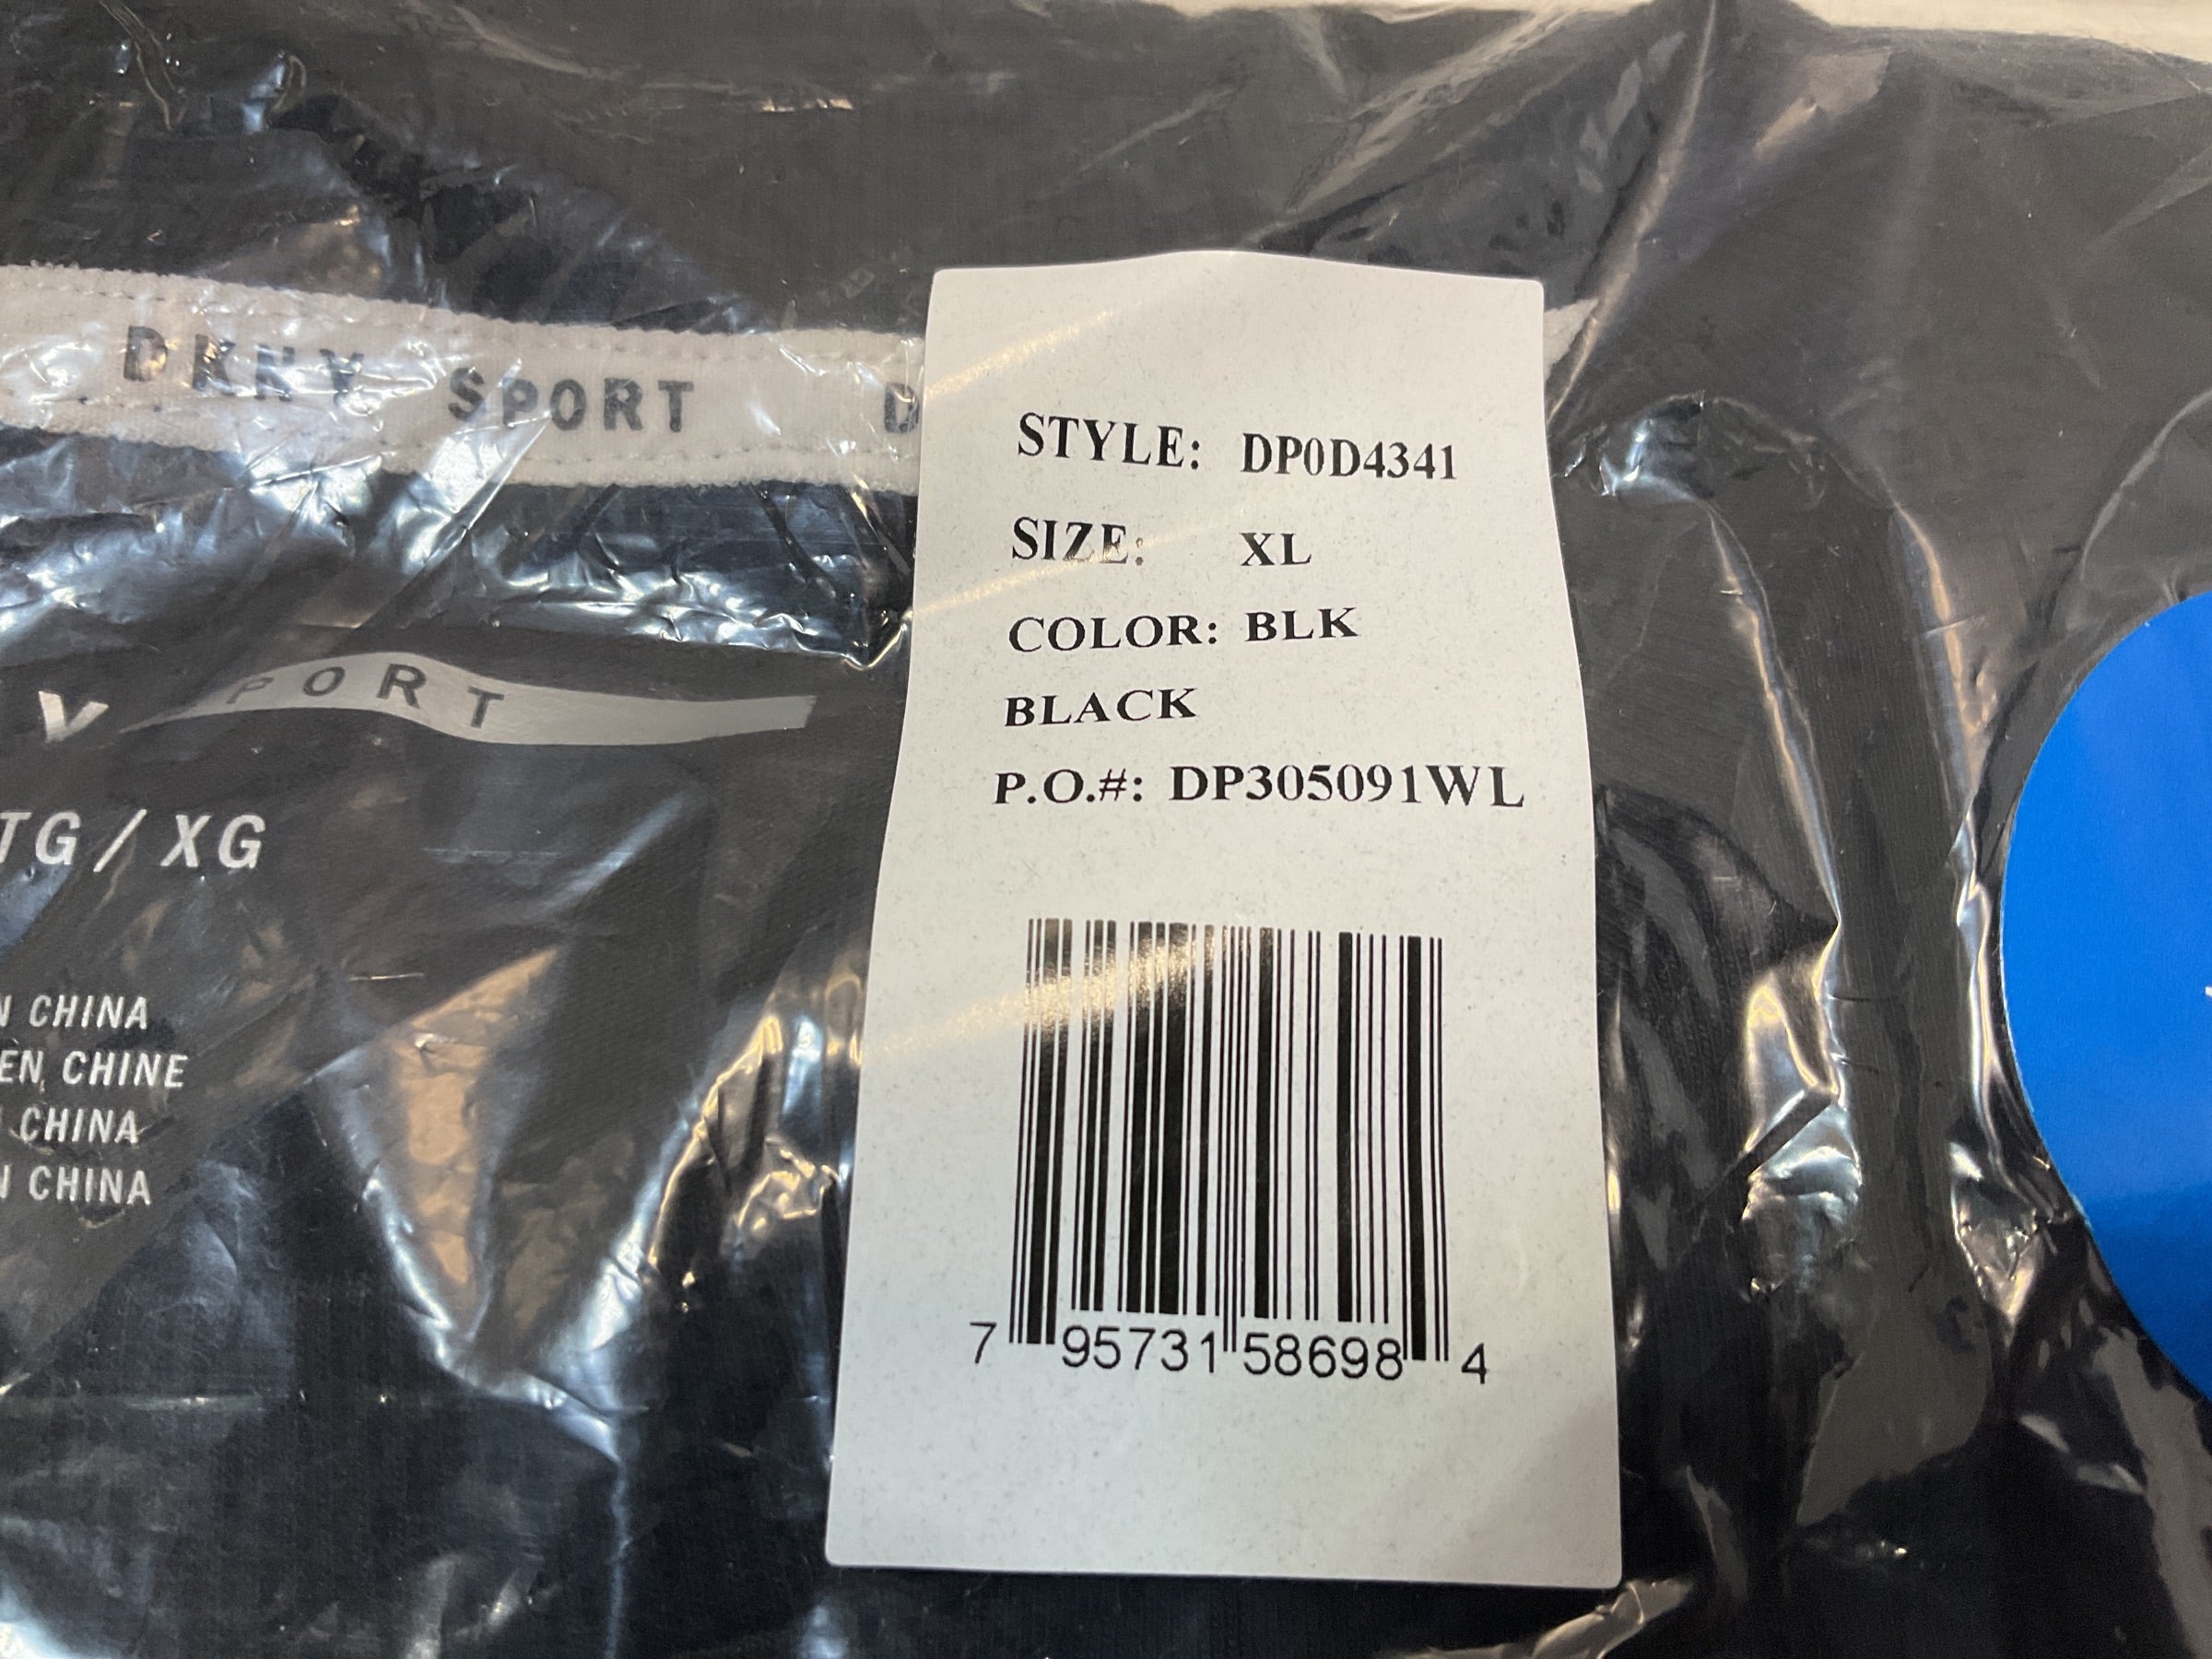 DKNY SPORT D
STYLE: DP0D4341
SIZE: XL
COLOR: BLK
BLACK
P.O.#: DP305091WL
Y SPORT
TG / XG
N CHINA
EN CHINE
CHINA
N CHINA
7 95731 58698 4